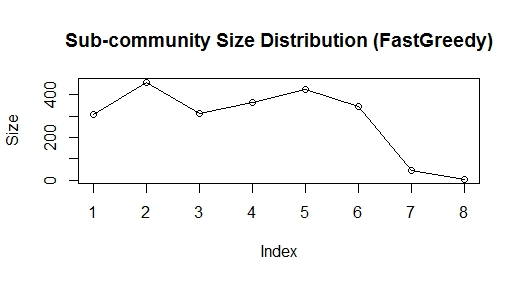 Sub-community Size Distribution (FastGreedy)
Size
400
200
0
1 2 3 4 5 6 7 8
Index